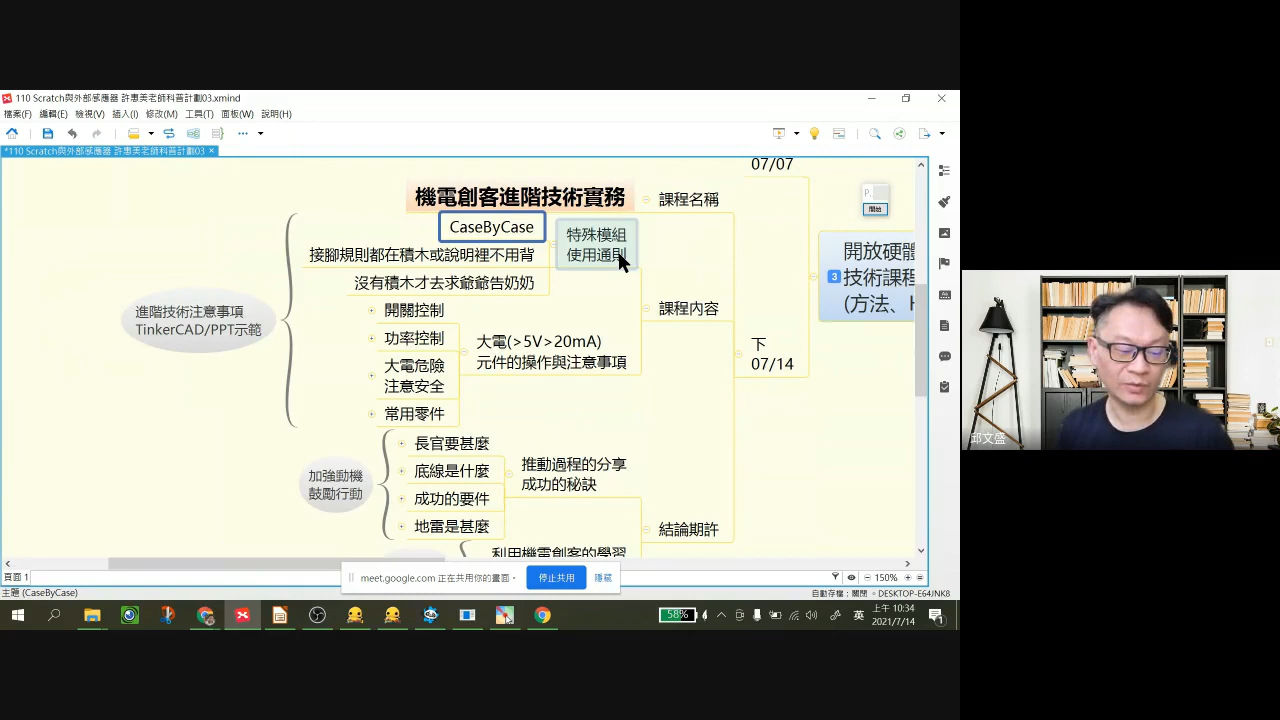 110 Scratch與外部感應器 許惠美老師科普計劃03.xmind
檔案(F) 編輯(E) 檢視(V) 插入(I) 修改(M) 工具(T) 面板(W) 說明(H)
*110 Scratch與外部感應器 許惠美老師科普計劃03
07/07
機電創客進階技術實務
課程名稱
CaseByCase
特殊模組
使用通則
接腳規則都在積木或說明裡不用背
沒有積木才去求爺爺告奶奶
開放硬體
技術課程
(方法、H
3
開始
進階技術注意事項
TinkerCAD/PPT示範
開關控制
功率控制
大電危險
注意安全
常用零件
大電(>5V>20mA)
元件的操作與注意事項
課程內容
下
07/14
加強動機
鼓勵行動
長官要甚麼
底線是什麼
成功的要件
地雷是甚麼
推動過程的分享
成功的秘訣
結論期許
利用機電創客的學習
頁面 1
meet.google.com 正在共用你的畫面。
停止共用
隱藏
150%
主題 (CaseByCase)
自動存檔：關閉
DESKTOP-E64JNK8
58%
英
上午 10:34
2021/7/14
1
邱文盛